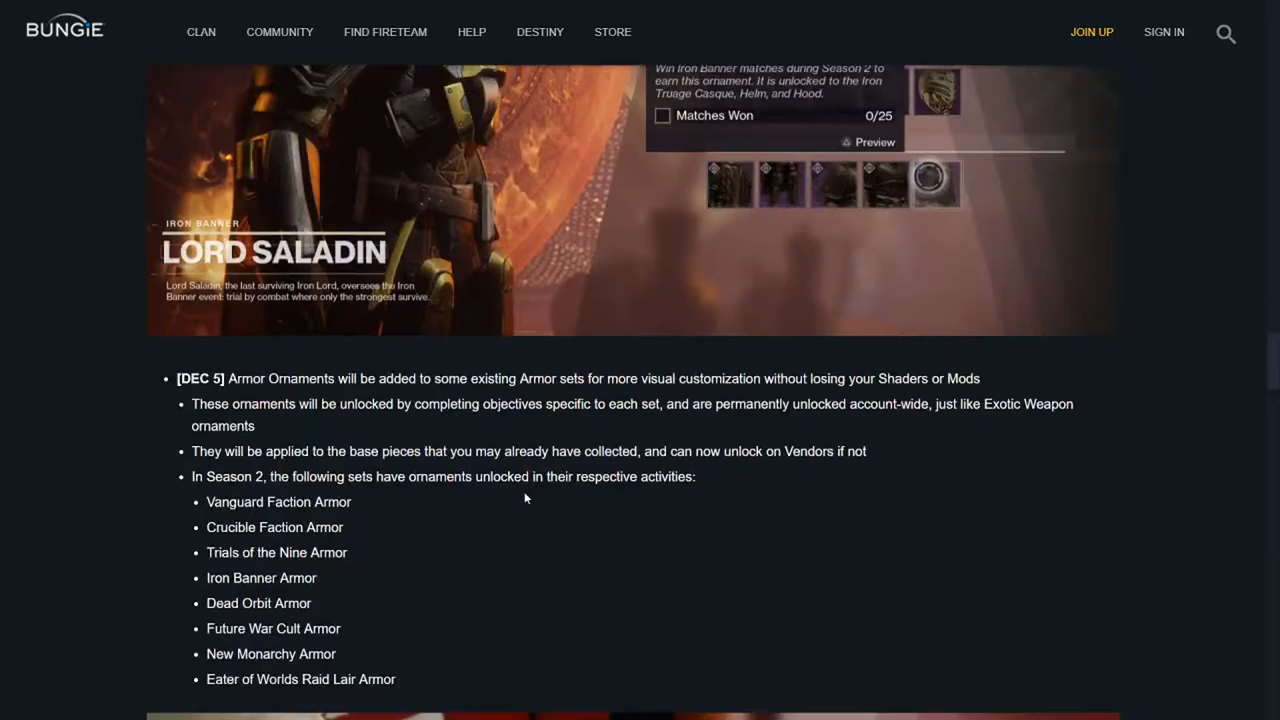 BUNGiE
CLAN COMMUNITY FIND FIRETEAM HELP DESTINY STORE JOIN UP SIGN IN
Win Iron Banner matches during Season 2 to
earn this ornament. It is unlocked to the Iron
Truage Casque, Helm, and Hood.
Matches Won 0/25
Preview
IRON BANNER
LORD SALADIN
Lord Saladin, the last surviving Iron Lord, oversees the Iron
Banner event: trial by combat where only the strongest survive.
• [DEC 5] Armor Ornaments will be added to some existing Armor sets for more visual customization without losing your Shaders or Mods
• These ornaments will be unlocked by completing objectives specific to each set, and are permanently unlocked account-wide, just like Exotic Weapon
ornaments
• They will be applied to the base pieces that you may already have collected, and can now unlock on Vendors if not
• In Season 2, the following sets have ornaments unlocked in their respective activities:
• Vanguard Faction Armor
• Crucible Faction Armor
• Trials of the Nine Armor
• Iron Banner Armor
• Dead Orbit Armor
• Future War Cult Armor
• New Monarchy Armor
• Eater of Worlds Raid Lair Armor